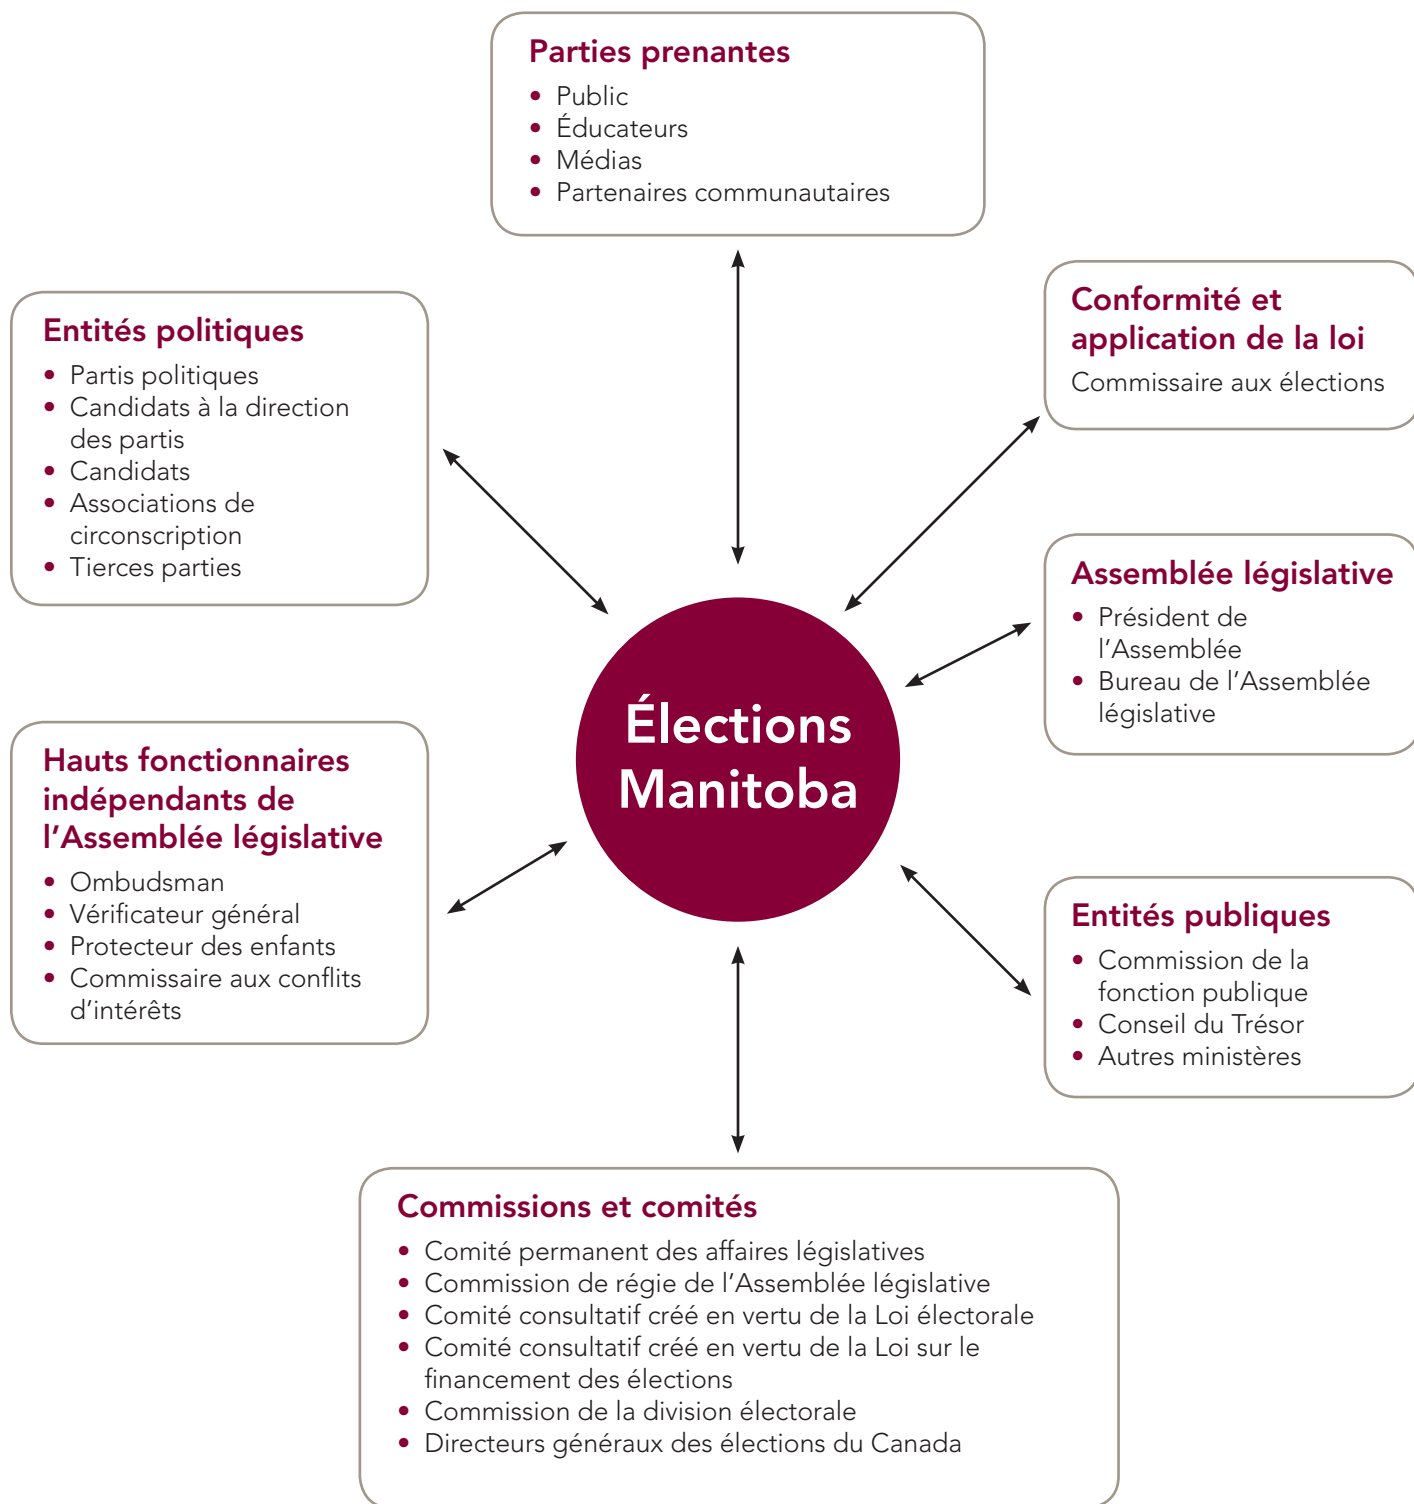 Parties prenantes
• Public
• Éducateurs
• Médias
• Partenaires communautaires
Entités politiques
• Partis politiques
• Candidats à la direction
des partis
• Candidats
• Associations de
circonscription
• Tierces parties
Conformité et
application de la loi
Commissaire aux élections
Assemblée législative
• Président de
l’Assemblée
• Bureau de l’Assemblée
législative
Élections
Manitoba
Hauts fonctionnaires
indépendants de
l’Assemblée législative
• Ombudsman
• Vérificateur général
• Protecteur des enfants
• Commissaire aux conflits
d’intérêts
Entités publiques
• Commission de la
fonction publique
• Conseil du Trésor
• Autres ministères
Commissions et comités
• Comité permanent des affaires législatives
• Commission de régie de l’Assemblée législative
• Comité consultatif créé en vertu de la Loi électorale
• Comité consultatif créé en vertu de la Loi sur le
financement des élections
• Commission de la division électorale
• Directeurs généraux des élections du Canada